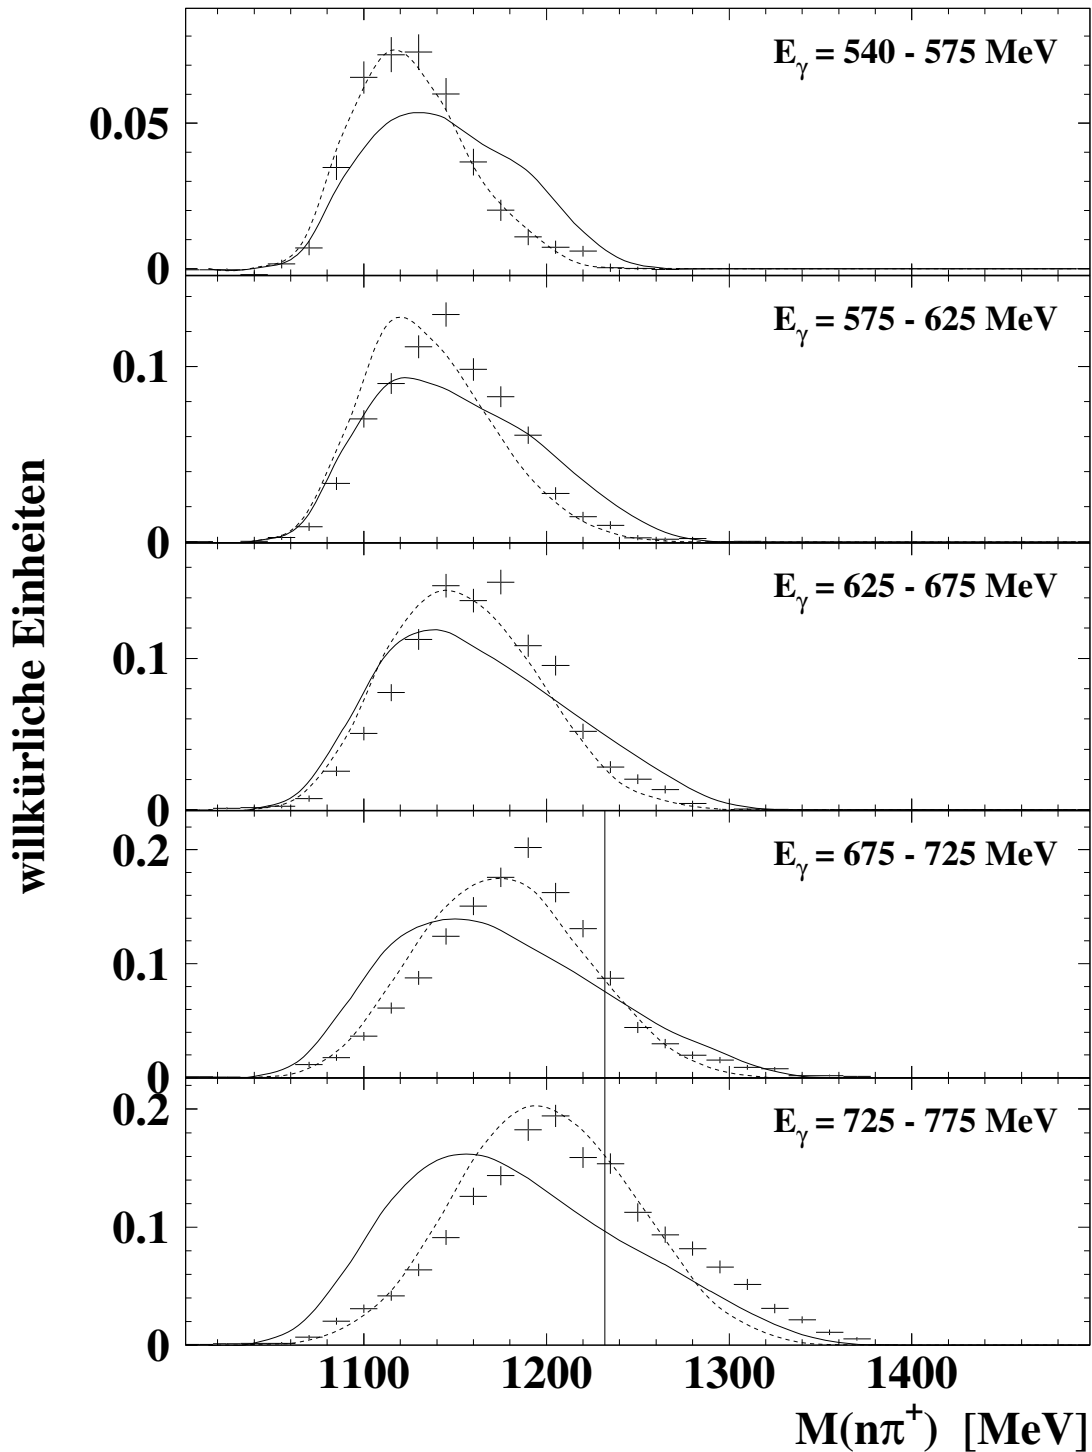 E_γ = 540 - 575 MeV
0.05
0
E_γ = 575 - 625 MeV
0.1
0
E_γ = 625 - 675 MeV
0.1
0
E_γ = 675 - 725 MeV
0.2
0.1
0
E_γ = 725 - 775 MeV
0.2
0.1
0
willkürliche Einheiten
1100 1200 1300 1400
M(nπ⁺) [MeV]